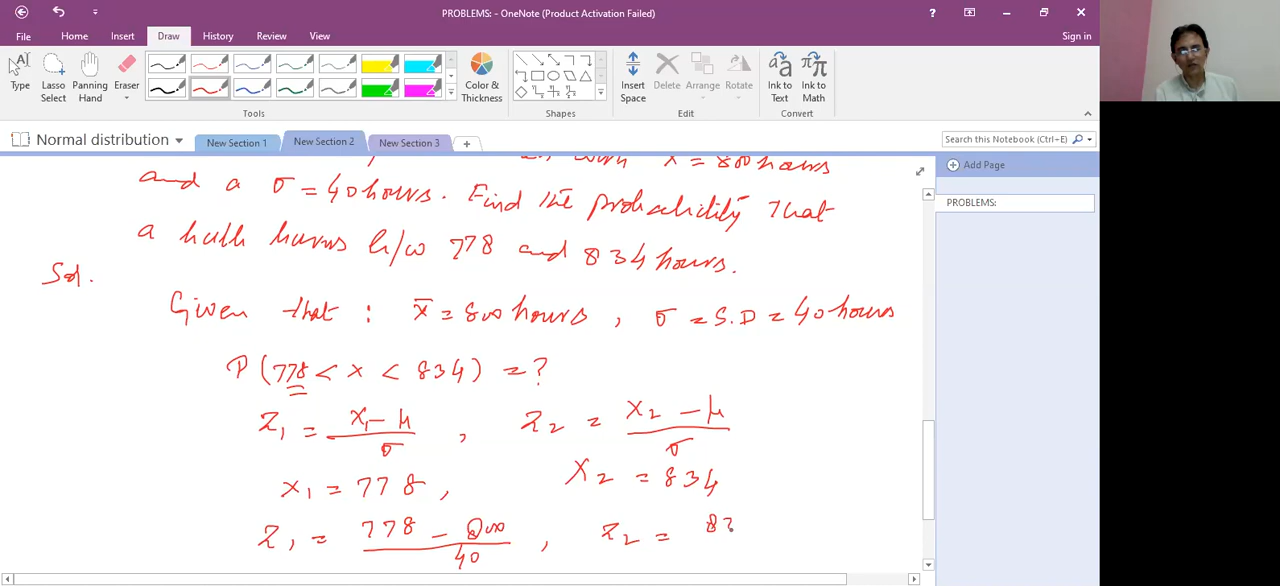 PROBLEMS: - OneNote (Product Activation Failed)
File Home Insert Draw History Review View Sign in
Type Lasso Select Panning Hand Eraser Color & Thickness Insert Space Delete Arrange Rotate Ink to Text Ink to Math
Tools Shapes Edit Convert
Normal distribution New Section 1 New Section 2 New Section 3 Search this Notebook (Ctrl+E)
Add Page
PROBLEMS:
with x̄ = 800 hours
and a σ = 40 hours. Find the probability that
a bulb burns b/w 778 and 834 hours.
Sol.
Given that : x̄ = 800 hours, σ = S.D = 40 hours
P(778 < x < 834) = ?
Z₁ = (x₁ - μ)/σ , Z₂ = (x₂ - μ)/σ
x₁ = 778, x₂ = 834
Z₁ = (778 - 800)/40 , Z₂ = 83